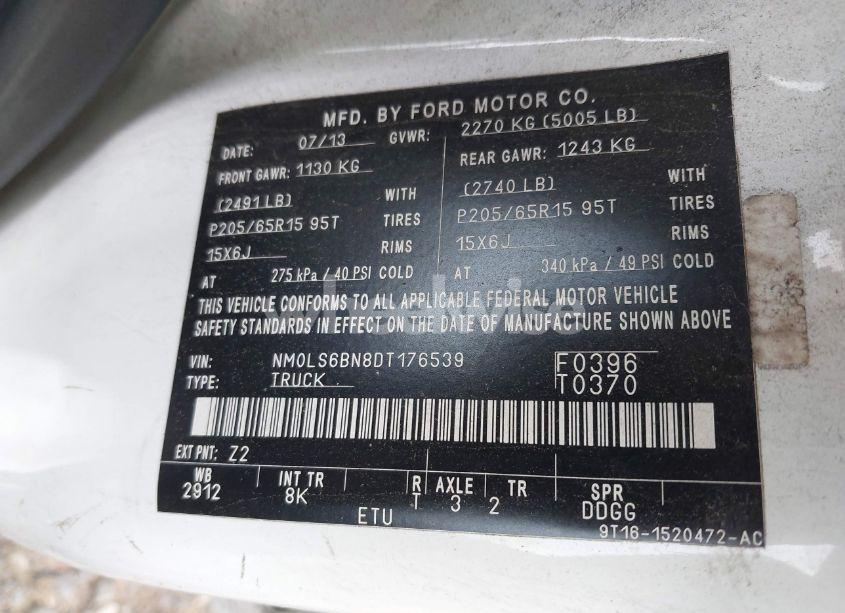 MFD. BY FORD MOTOR CO.
DATE: 07/13 GVWR: 2270 KG (5005 LB)
FRONT GAWR: 1130 KG REAR GAWR: 1243 KG
(2491 LB) WITH (2740 LB) WITH
P205/65R15 95T TIRES P205/65R15 95T TIRES
15X6J RIMS 15X6J RIMS
AT 275 kPa / 40 PSI COLD AT 340 kPa / 49 PSI COLD
THIS VEHICLE CONFORMS TO ALL APPLICABLE FEDERAL MOTOR VEHICLE
SAFETY STANDARDS IN EFFECT ON THE DATE OF MANUFACTURE SHOWN ABOVE
VIN: NM0LS6BN8DT176539 F0396
TYPE: TRUCK T0370
EXT PNT: Z2
WB INT TR R AXLE TR SPR
2912 8K T 3 2 DDGG
ETU 9T16-1520472-AC